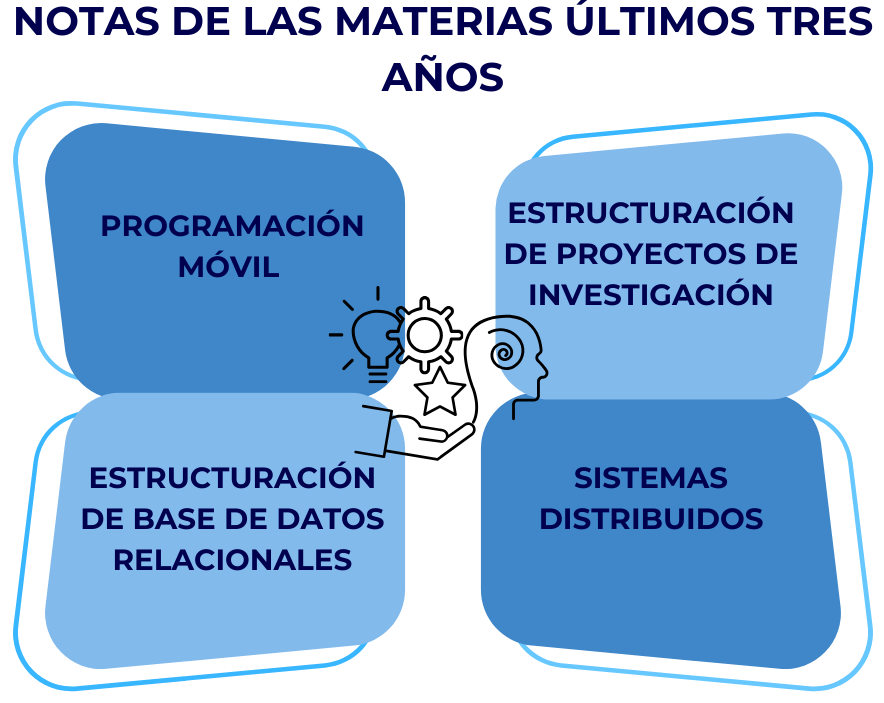 NOTAS DE LAS MATERIAS ÚLTIMOS TRES
AÑOS
PROGRAMACIÓN
MÓVIL
ESTRUCTURACIÓN
DE PROYECTOS DE
INVESTIGACIÓN
ESTRUCTURACIÓN
DE BASE DE DATOS
RELACIONALES
SISTEMAS
DISTRIBUIDOS